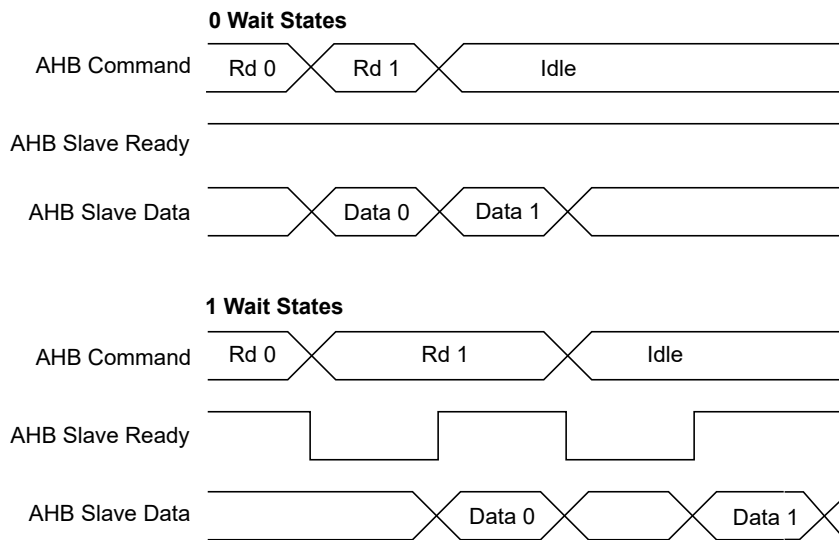 0 Wait States
AHB Command Rd 0 Rd 1 Idle
AHB Slave Ready
AHB Slave Data Data 0 Data 1
1 Wait States
AHB Command Rd 0 Rd 1 Idle
AHB Slave Ready
AHB Slave Data Data 0 Data 1